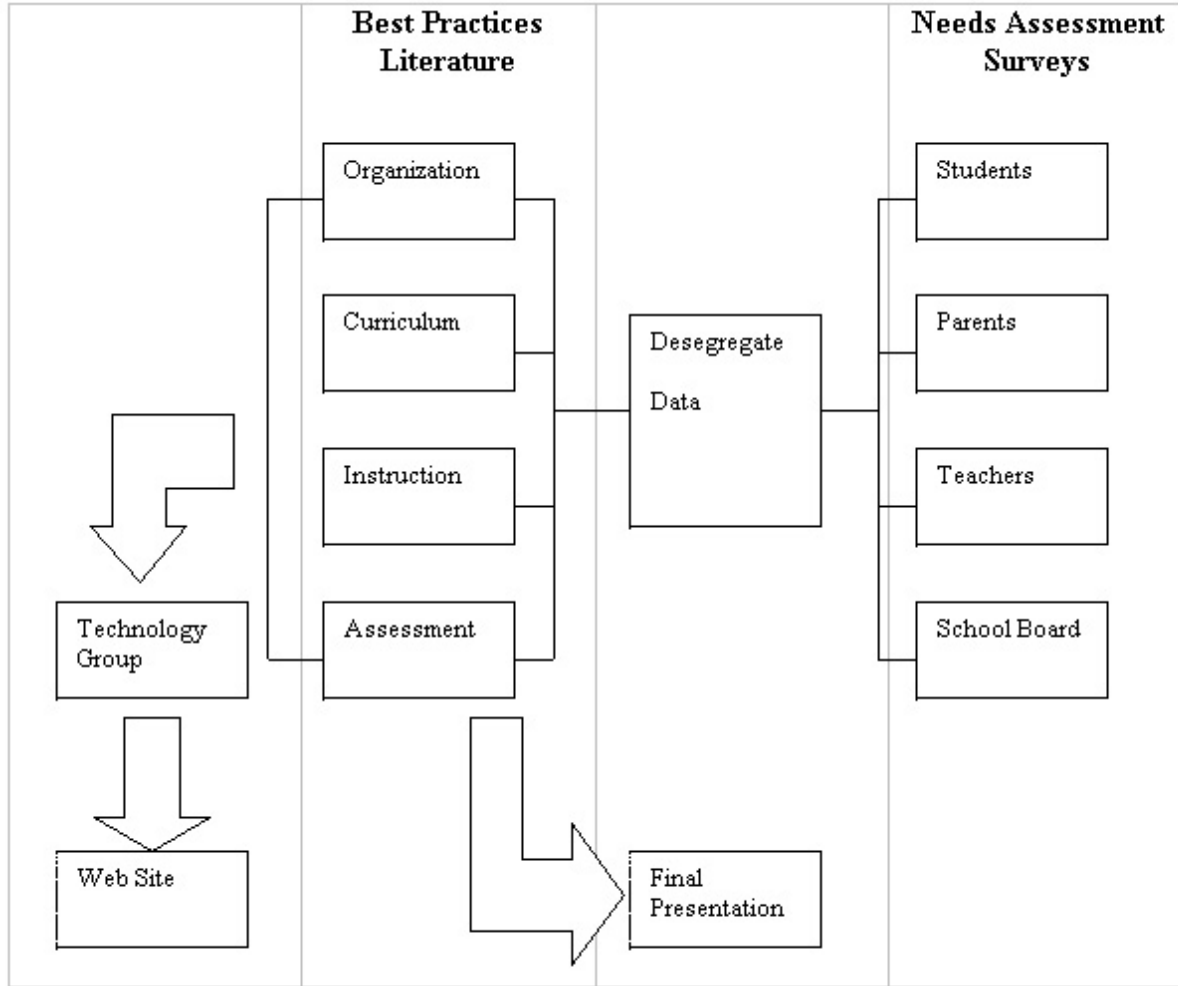 Best Practices
Literature
Needs Assessment
Surveys
Organization
Students
Curriculum
Parents
Desegregate
Data
Instruction
Teachers
Technology
Group
Assessment
School Board
Web Site
Final
Presentation